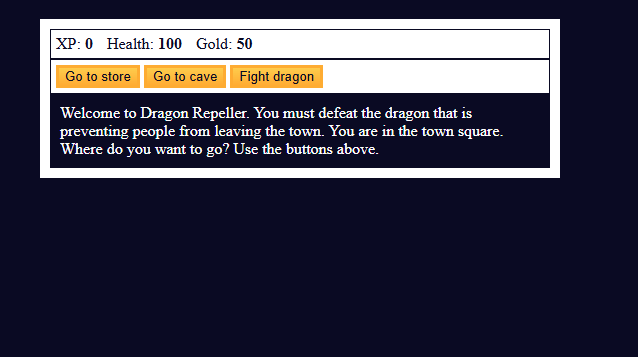 XP: 0 Health: 100 Gold: 50
Go to store Go to cave Fight dragon
Welcome to Dragon Repeller. You must defeat the dragon that is
preventing people from leaving the town. You are in the town square.
Where do you want to go? Use the buttons above.